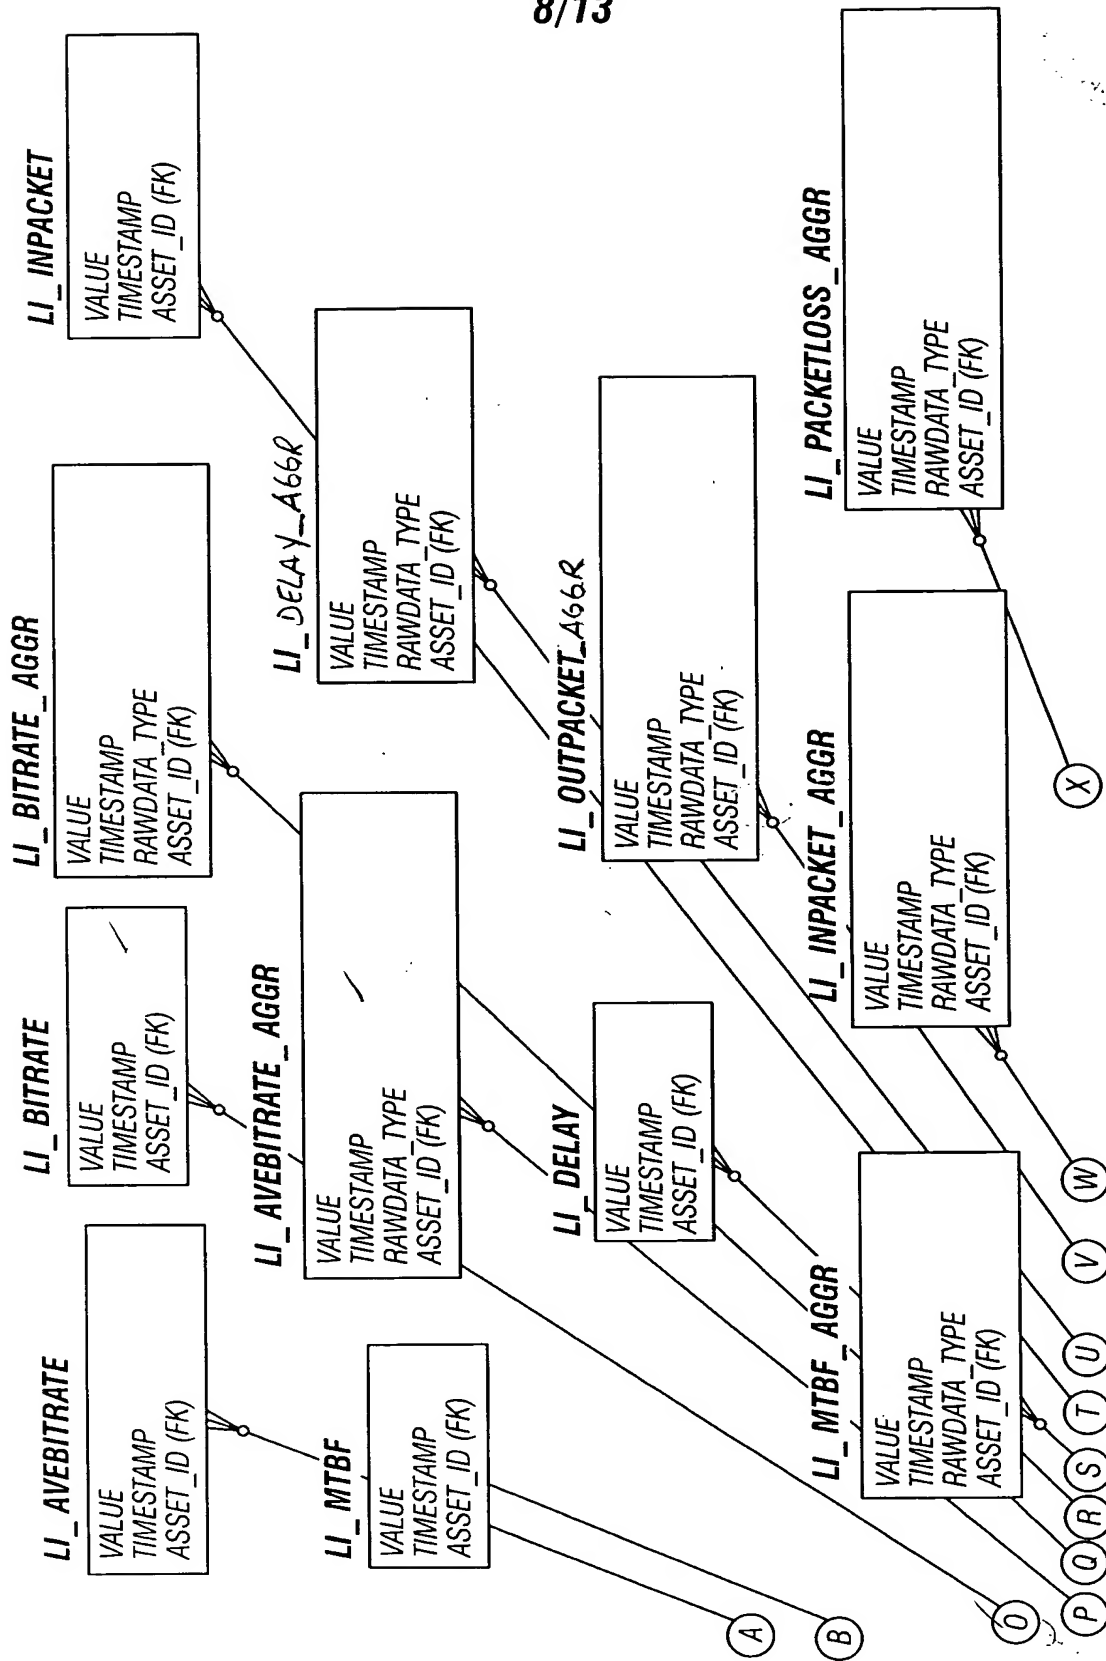 8/13
LI_AVEBITRATE
VALUE
TIMESTAMP
ASSET_ID (FK)
LI_BITRATE
VALUE
TIMESTAMP
ASSET_ID (FK)
LI_BITRATE_AGGR
VALUE
TIMESTAMP
RAWDATA_TYPE
ASSET_ID (FK)
LI_INPACKET
VALUE
TIMESTAMP
ASSET_ID (FK)
LI_MTBF
VALUE
TIMESTAMP
ASSET_ID (FK)
LI_AVEBITRATE_AGGR
VALUE
TIMESTAMP
RAWDATA_TYPE
ASSET_ID (FK)
LI_DELAY_AGGR
VALUE
TIMESTAMP
RAWDATA_TYPE
ASSET_ID (FK)
LI_DELAY
VALUE
TIMESTAMP
ASSET_ID (FK)
LI_OUTPACKET_AGGR
VALUE
TIMESTAMP
RAWDATA_TYPE
ASSET_ID (FK)
LI_MTBF_AGGR
VALUE
TIMESTAMP
RAWDATA_TYPE
ASSET_ID (FK)
LI_INPACKET_AGGR
VALUE
TIMESTAMP
RAWDATA_TYPE
ASSET_ID (FK)
LI_PACKETLOSS_AGGR
VALUE
TIMESTAMP
RAWDATA_TYPE
ASSET_ID (FK)
A
B
O
P
Q
R
S
T
U
V
W
X